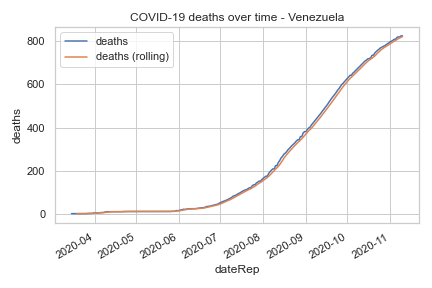 COVID-19 deaths over time - Venezuela
deaths
deaths (rolling)
800
600
400
200
0
deaths
2020-04
2020-05
2020-06
2020-07
2020-08
2020-09
2020-10
2020-11
dateRep